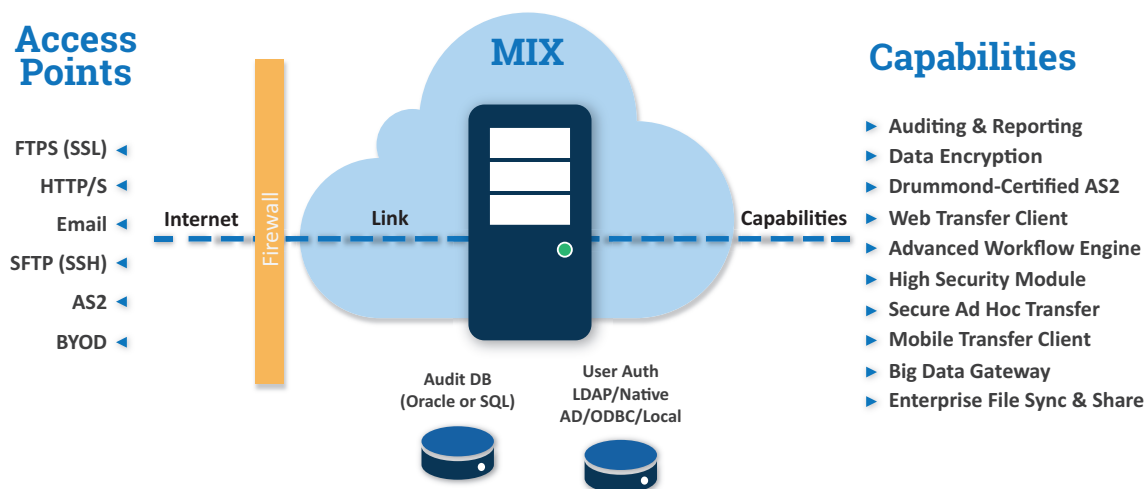 Access
Points
FTPS (SSL)
HTTP/S
Email
SFTP (SSH)
AS2
BYOD
Internet
Firewall
Link
MIX
Audit DB
(Oracle or SQL)
User Auth
LDAP/Native
AD/ODBC/Local
Capabilities
Capabilities
Auditing & Reporting
Data Encryption
Drummond-Certified AS2
Web Transfer Client
Advanced Workflow Engine
High Security Module
Secure Ad Hoc Transfer
Mobile Transfer Client
Big Data Gateway
Enterprise File Sync & Share